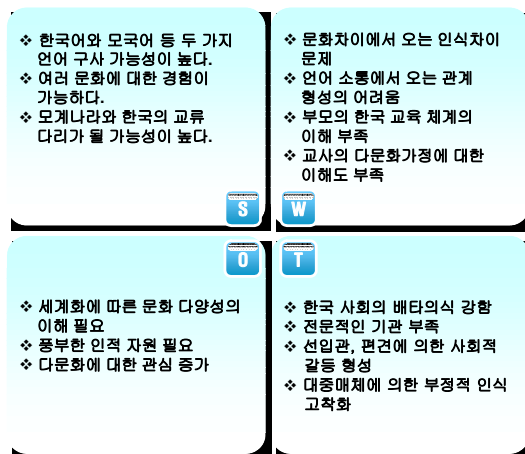 ❖ 한국어와 모국어 등 두 가지
언어 구사 가능성이 높다.
❖ 여러 문화에 대한 경험이
가능하다.
❖ 모계나라와 한국의 교류
다리가 될 가능성이 높다.
S
❖ 문화차이에서 오는 인식차이
문제
❖ 언어 소통에서 오는 관계
형성의 어려움
❖ 부모의 한국 교육 체계의
이해 부족
❖ 교사의 다문화가정에 대한
이해도 부족
W
O
❖ 세계화에 따른 문화 다양성의
이해 필요
❖ 풍부한 인적 자원 필요
❖ 다문화에 대한 관심 증가
T
❖ 한국 사회의 배타의식 강함
❖ 전문적인 기관 부족
❖ 선입관, 편견에 의한 사회적
갈등 형성
❖ 대중매체에 의한 부정적 인식
고착화